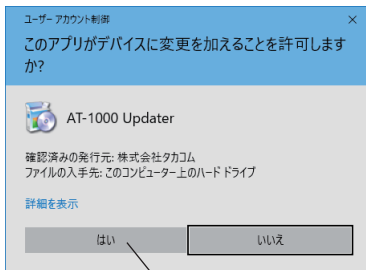 ユーザー アカウント制御
×
このアプリがデバイスに変更を加えることを許可します
か?
AT-1000 Updater
確認済みの発行元: 株式会社タカコム
ファイルの入手先: このコンピューター上のハード ドライブ
詳細を表示
はい
いいえ